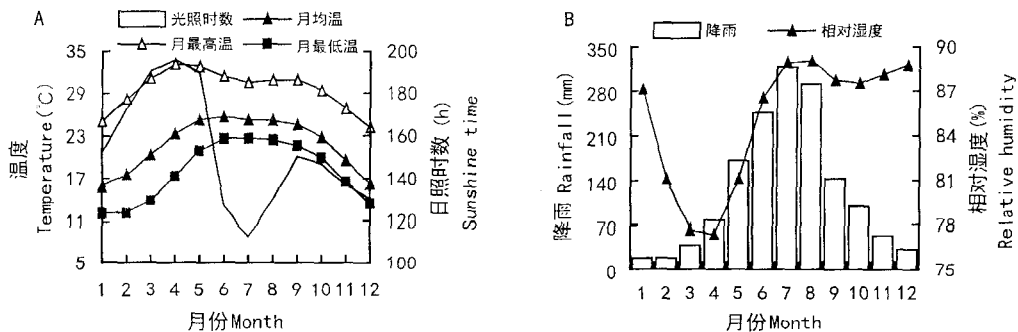 A
光照时数 月均温
月最高温 月最低温
35
29
23
17
11
5
温度
Temperature(℃)
200
180
160
140
120
100
日照时数(h)
Sunshine time
1 2 3 4 5 6 7 8 9 10 11 12
月份Month
B
降雨 相对湿度
350
280
210
140
70
0
降雨 Rainfall(mm)
90
87
84
81
78
75
相对湿度(%)
Relative humidity
1 2 3 4 5 6 7 8 9 10 11 12
月份Month